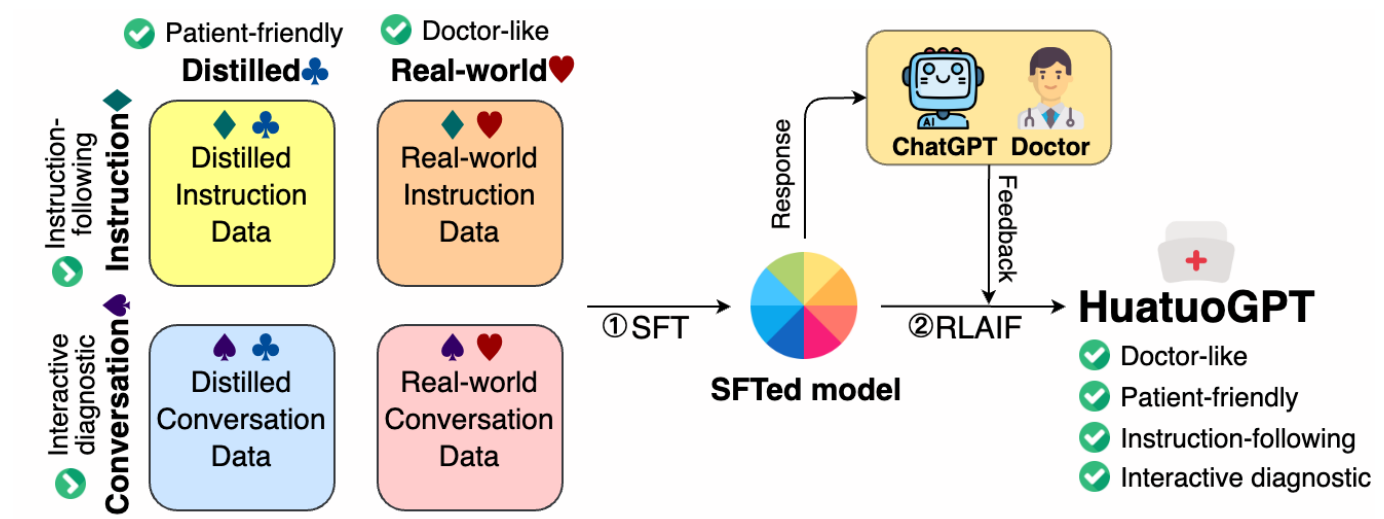 Patient-friendly
Distilled
Doctor-like
Real-world
Instruction-
following
Instruction
Distilled
Instruction
Data
Real-world
Instruction
Data
Interactive
diagnostic
Conversation
Distilled
Conversation
Data
Real-world
Conversation
Data
①SFT
SFTed model
Response
AI
ChatGPT
Doctor
Feedback
②RLAIF
HuatuoGPT
Doctor-like
Patient-friendly
Instruction-following
Interactive diagnostic